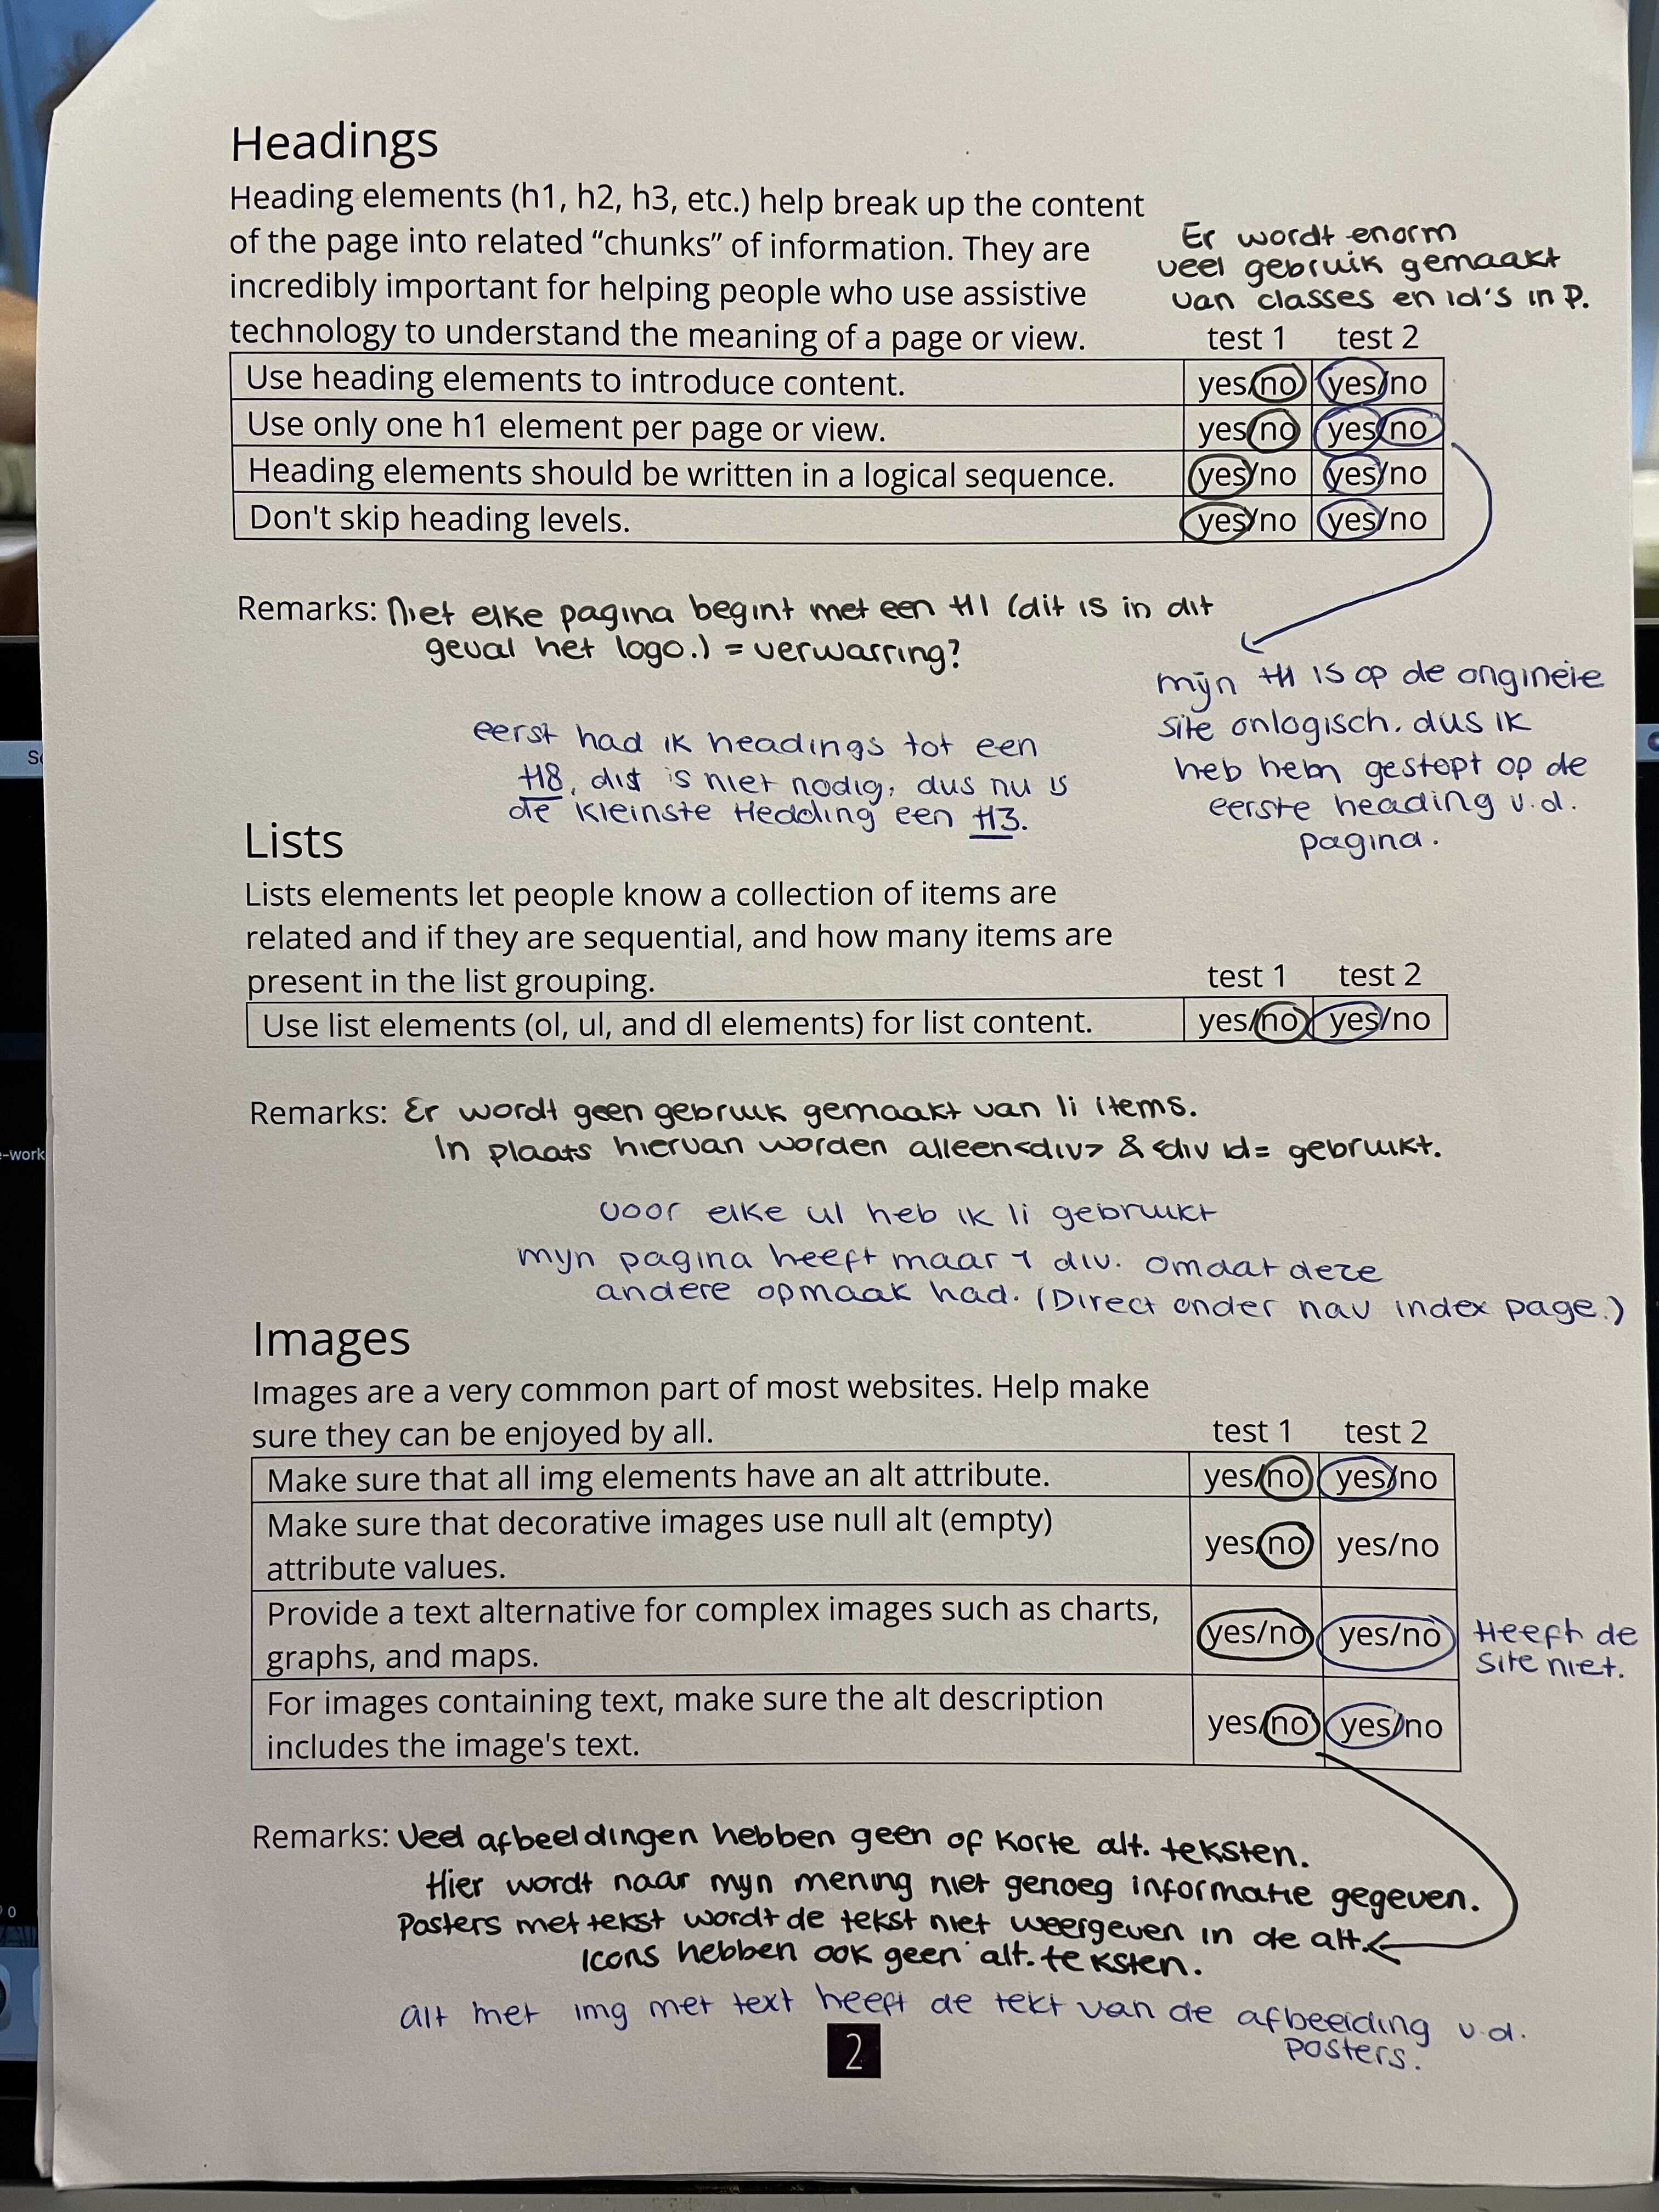 Headings
Heading elements (h1, h2, h3, etc.) help break up the content
of the page into related “chunks” of information. They are
incredibly important for helping people who use assistive
technology to understand the meaning of a page or view.
Er wordt enorm
veel gebruik gemaakt
van classes en id's in P.
test 1 test 2
Use heading elements to introduce content. yes/no yes/no
Use only one h1 element per page or view. yes/no yes/no
Heading elements should be written in a logical sequence. yes/no yes/no
Don't skip heading levels. yes/no yes/no
Remarks: Niet elke pagina begint met een H1 (dit is in dit
geval het logo.) = verwarring?
mijn H1 is op de originele
site onlogisch. dus ik
heb hem gestopt op de
eerste heading v.d.
pagina.
eerst had ik headings tot een
H8, dit is niet nodig, dus nu is
de kleinste Hedding een H3.
Lists
Lists elements let people know a collection of items are
related and if they are sequential, and how many items are
present in the list grouping.
test 1 test 2
Use list elements (ol, ul, and dl elements) for list content. yes/no yes/no
Remarks: Er wordt geen gebruik gemaakt van li items.
In plaats hiervan worden alleen <div> & <div id= gebruikt.
voor elke ul heb ik li gebruikt
mijn pagina heeft maar 1 div. omdat deze
andere opmaak had. (Direct onder nav index page.)
Images
Images are a very common part of most websites. Help make
sure they can be enjoyed by all.
test 1 test 2
Make sure that all img elements have an alt attribute. yes/no yes/no
Make sure that decorative images use null alt (empty)
attribute values. yes/no yes/no
Provide a text alternative for complex images such as charts,
graphs, and maps. yes/no yes/no
Heeft de
site niet.
For images containing text, make sure the alt description
includes the image's text. yes/no yes/no
Remarks: Veel afbeeldingen hebben geen of korte alt. teksten.
Hier wordt naar mijn mening niet genoeg informatie gegeven.
Posters met tekst wordt de tekst niet weergeven in de alt.
Icons hebben ook geen alt. teksten.
alt met img met text heeft de tekt van de afbeelding v.d.
posters.
2